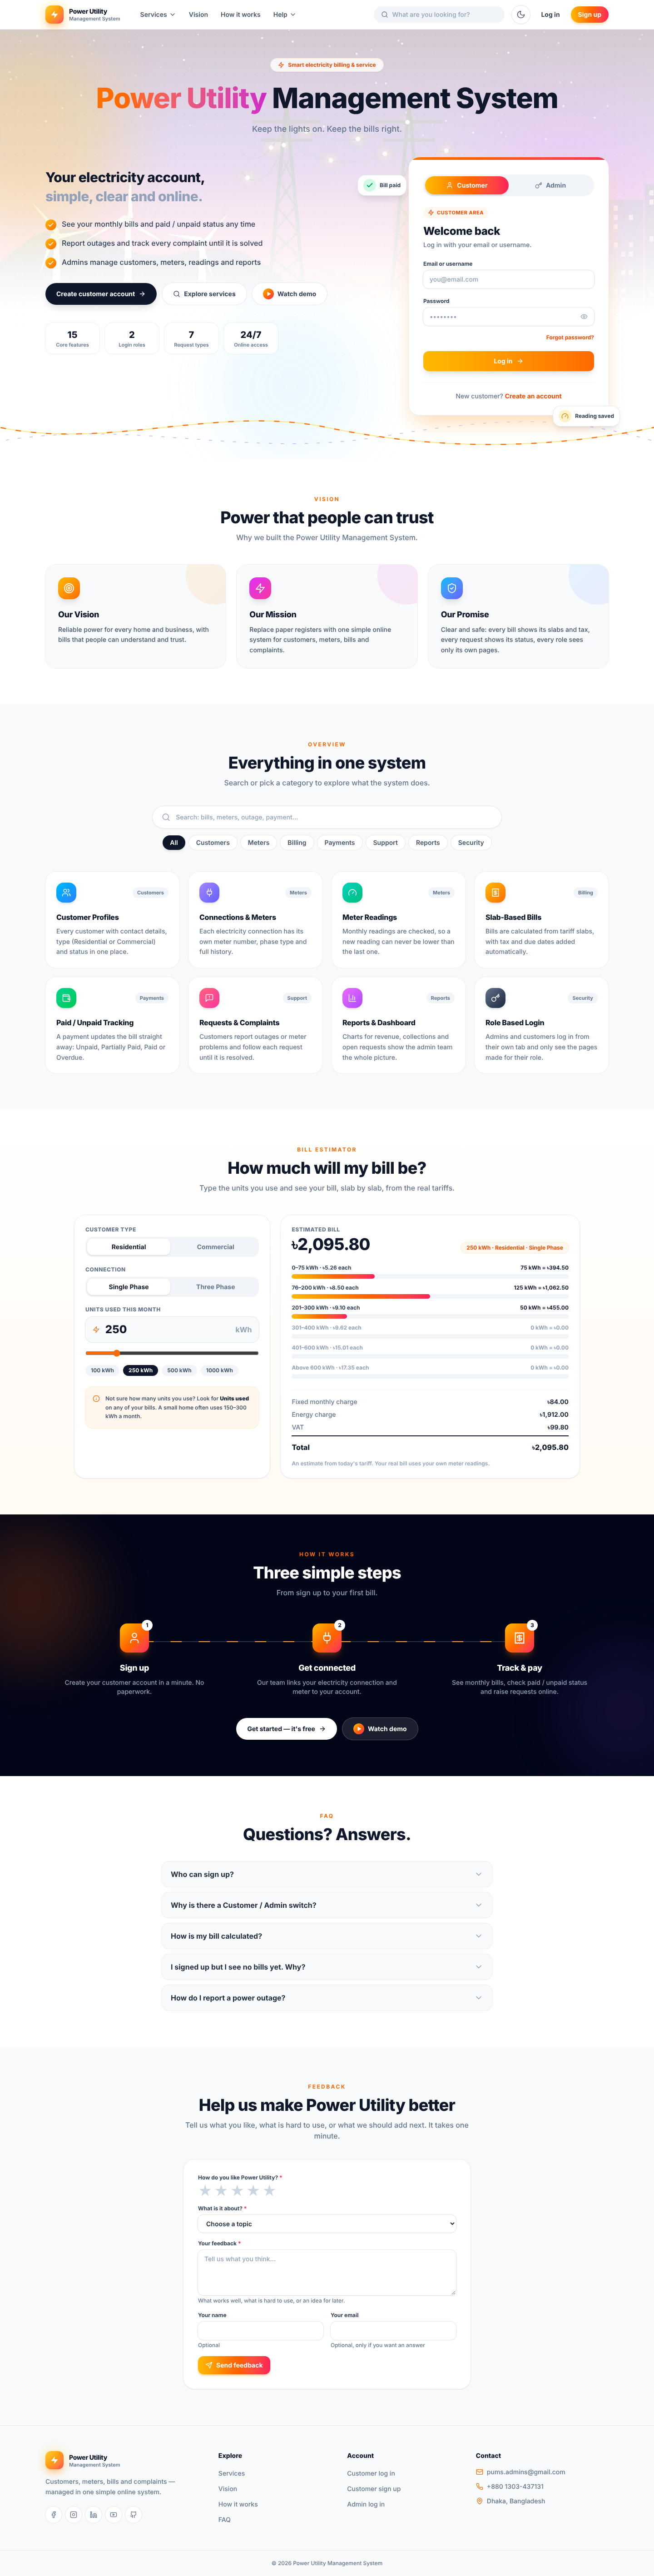 Power Utility
Management System
Services
Vision
How it works
Help
What are you looking for?
Log in
Sign up
Smart electricity billing & service
Power Utility Management System
Keep the lights on. Keep the bills right.
Your electricity account,
simple, clear and online.
See your monthly bills and paid / unpaid status any time
Report outages and track every complaint until it is solved
Admins manage customers, meters, readings and reports
Create customer account
Explore services
Watch demo
15
Core features
2
Login roles
7
Request types
24/7
Online access
Bill paid
Customer
Admin
CUSTOMER AREA
Welcome back
Log in with your email or username.
Email or username
you@email.com
Password
••••••••
Forgot password?
Log in
New customer? Create an account
Reading saved
VISION
Power that people can trust
Why we built the Power Utility Management System.
Our Vision
Reliable power for every home and business, with
bills that people can understand and trust.
Our Mission
Replace paper registers with one simple online
system for customers, meters, bills and
complaints.
Our Promise
Clear and safe: every bill shows its slabs and tax,
every request shows its status, every role sees
only its own pages.
OVERVIEW
Everything in one system
Search or pick a category to explore what the system does.
Search: bills, meters, outage, payment...
All
Customers
Meters
Billing
Payments
Support
Reports
Security
Customers
Customer Profiles
Every customer with contact details,
type (Residential or Commercial)
and status in one place.
Meters
Connections & Meters
Each electricity connection has its
own meter number, phase type and
full history.
Meters
Meter Readings
Monthly readings are checked, so a
new reading can never be lower than
the last one.
Billing
Slab-Based Bills
Bills are calculated from tariff slabs,
with tax and due dates added
automatically.
Payments
Paid / Unpaid Tracking
A payment updates the bill straight
away: Unpaid, Partially Paid, Paid or
Overdue.
Support
Requests & Complaints
Customers report outages or meter
problems and follow each request
until it is resolved.
Reports
Reports & Dashboard
Charts for revenue, collections and
open requests show the admin team
the whole picture.
Security
Role Based Login
Admins and customers log in from
their own tab and only see the pages
made for their role.
BILL ESTIMATOR
How much will my bill be?
Type the units you use and see your bill, slab by slab, from the real tariffs.
CUSTOMER TYPE
Residential
Commercial
CONNECTION
Single Phase
Three Phase
UNITS USED THIS MONTH
250
kWh
100 kWh
250 kWh
500 kWh
1000 kWh
Not sure how many units you use? Look for Units used
on any of your bills. A small home often uses 150–300
kWh a month.
ESTIMATED BILL
৳2,095.80
250 kWh · Residential · Single Phase
0–75 kWh · ৳5.26 each
75 kWh = ৳394.50
76–200 kWh · ৳8.50 each
125 kWh = ৳1,062.50
201–300 kWh · ৳9.10 each
50 kWh = ৳455.00
301–400 kWh · ৳9.62 each
0 kWh = ৳0.00
401–600 kWh · ৳15.01 each
0 kWh = ৳0.00
Above 600 kWh · ৳17.35 each
0 kWh = ৳0.00
Fixed monthly charge
৳84.00
Energy charge
৳1,912.00
VAT
৳99.80
Total
৳2,095.80
An estimate from today's tariff. Your real bill uses your own meter readings.
HOW IT WORKS
Three simple steps
From sign up to your first bill.
1
Sign up
Create your customer account in a minute. No
paperwork.
2
Get connected
Our team links your electricity connection and
meter to your account.
3
Track & pay
See monthly bills, check paid / unpaid status
and raise requests online.
Get started — it's free
Watch demo
FAQ
Questions? Answers.
Who can sign up?
Why is there a Customer / Admin switch?
How is my bill calculated?
I signed up but I see no bills yet. Why?
How do I report a power outage?
FEEDBACK
Help us make Power Utility better
Tell us what you like, what is hard to use, or what we should add next. It takes one
minute.
How do you like Power Utility? *
What is it about? *
Choose a topic
Your feedback *
Tell us what you think...
What works well, what is hard to use, or an idea for later.
Your name
Optional
Your email
Optional, only if you want an answer
Send feedback
Power Utility
Management System
Customers, meters, bills and complaints —
managed in one simple online system.
Explore
Services
Vision
How it works
FAQ
Account
Customer log in
Customer sign up
Admin log in
Contact
pums.admins@gmail.com
+880 1303-437131
Dhaka, Bangladesh
© 2026 Power Utility Management System